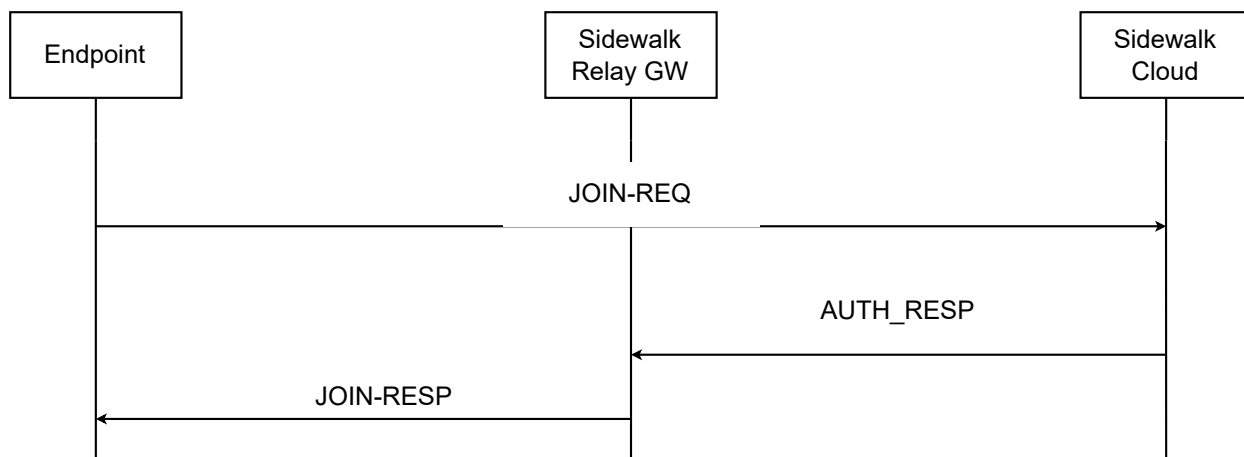 Endpoint
Sidewalk
Relay GW
Sidewalk
Cloud
JOIN-REQ
AUTH_RESP
JOIN-RESP